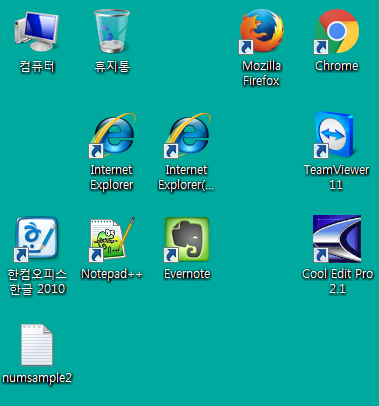 컴퓨터
휴지통
Mozilla
Firefox
Chrome
Internet
Explorer
Internet
Explorer(...
TeamViewer
11
한컴오피스
한글 2010
Notepad++
Evernote
Cool Edit Pro
2.1
numsample2